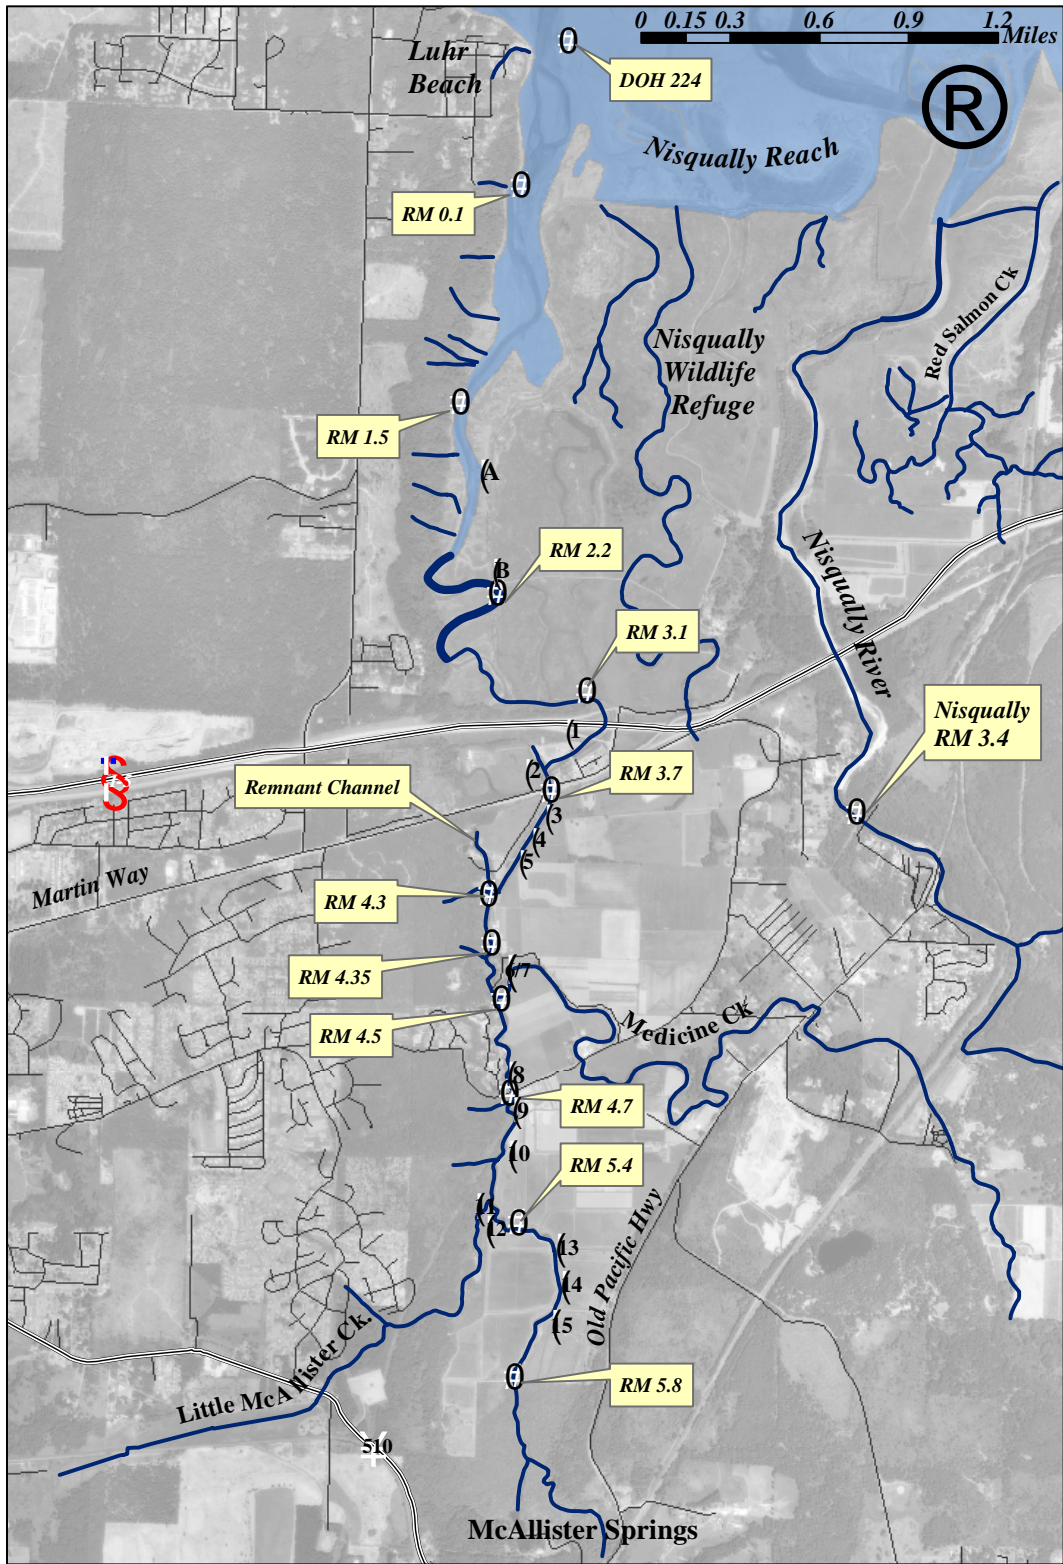 0 0.15 0.3 0.6 0.9 1.2
Miles
Luhr
Beach
DOH 224
®
Nisqually Reach
RM 0.1
Red Salmon Ck
Nisqually
Wildlife
Refuge
RM 1.5
A
RM 2.2
B
Nisqually River
RM 3.1
Nisqually
RM 3.4
1
2
RM 3.7
Remnant Channel
3
4
5
Martin Way
RM 4.3
RM 4.35
6/7
RM 4.5
Medicine Ck
8
RM 4.7
9
10
RM 5.4
11
12
13
14
15
Old Pacific Hwy
Little McAllister Ck.
RM 5.8
510
McAllister Springs